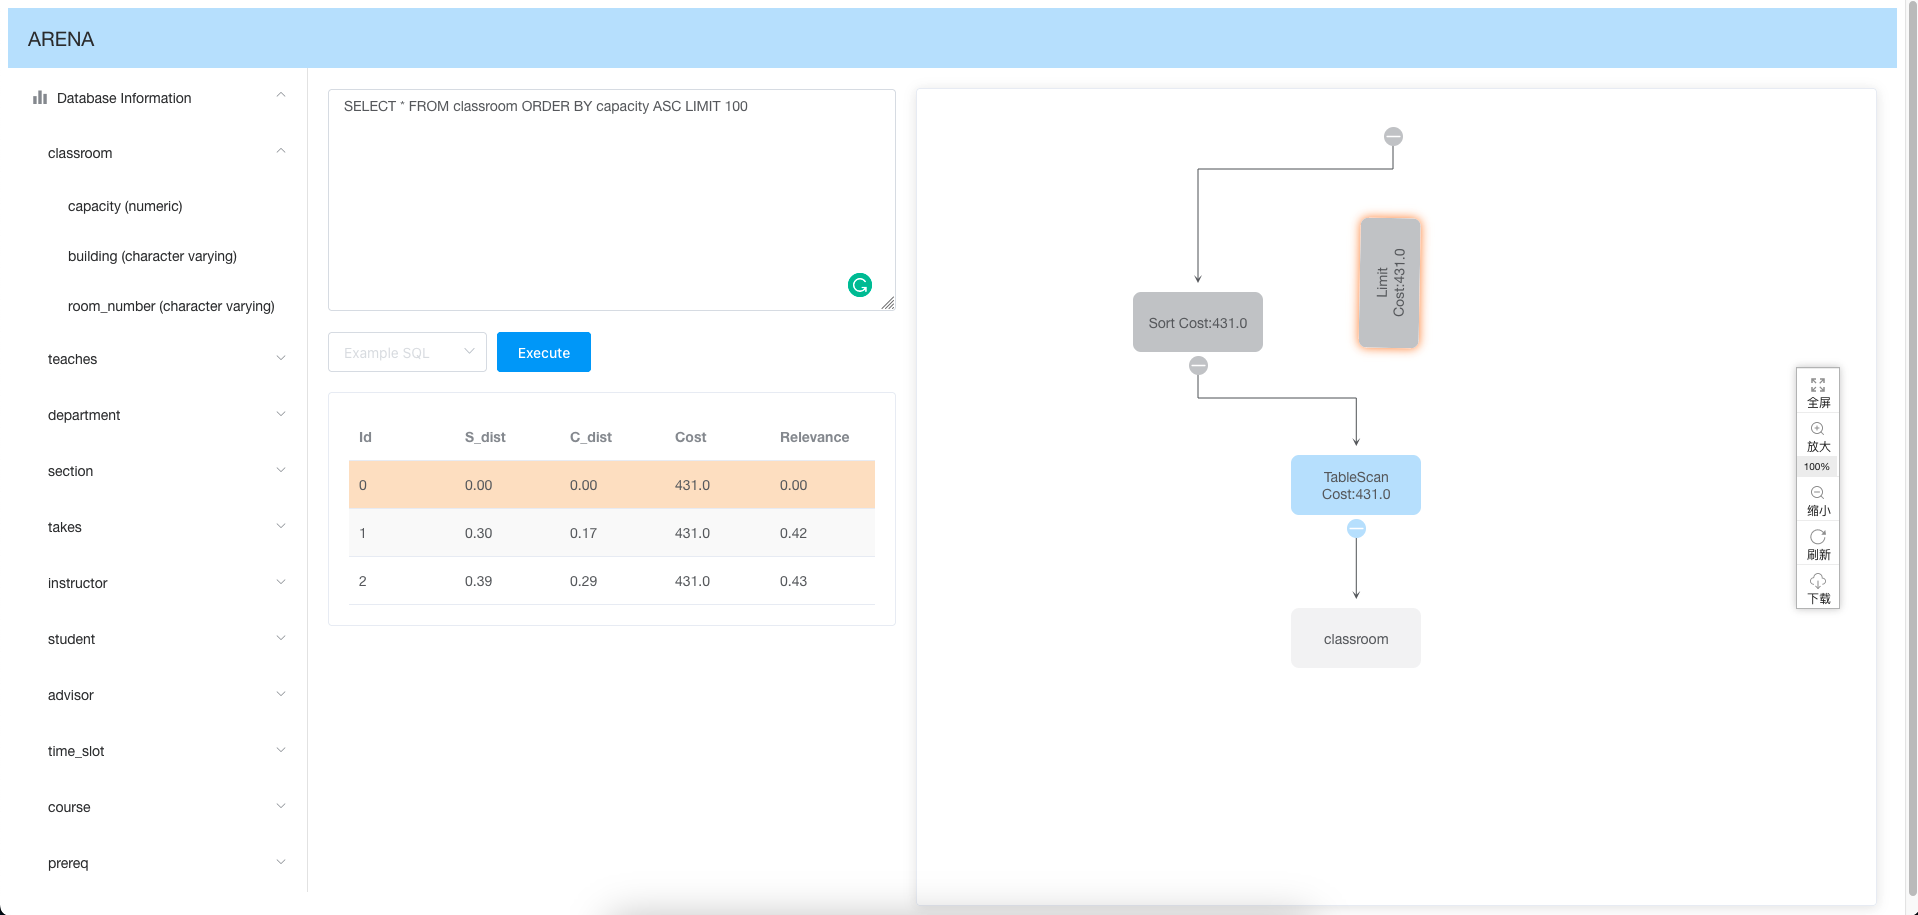 ARENA
Database Information
classroom
capacity (numeric)
building (character varying)
room_number (character varying)
teaches
department
section
takes
instructor
student
advisor
time_slot
course
prereq
SELECT * FROM classroom ORDER BY capacity ASC LIMIT 100
Example SQL
Execute
Id S_dist C_dist Cost Relevance
0 0.00 0.00 431.0 0.00
1 0.30 0.17 431.0 0.42
2 0.39 0.29 431.0 0.43
Limit
Cost:431.0
Sort Cost:431.0
TableScan
Cost:431.0
classroom
全屏
放大
100%
缩小
刷新
下载